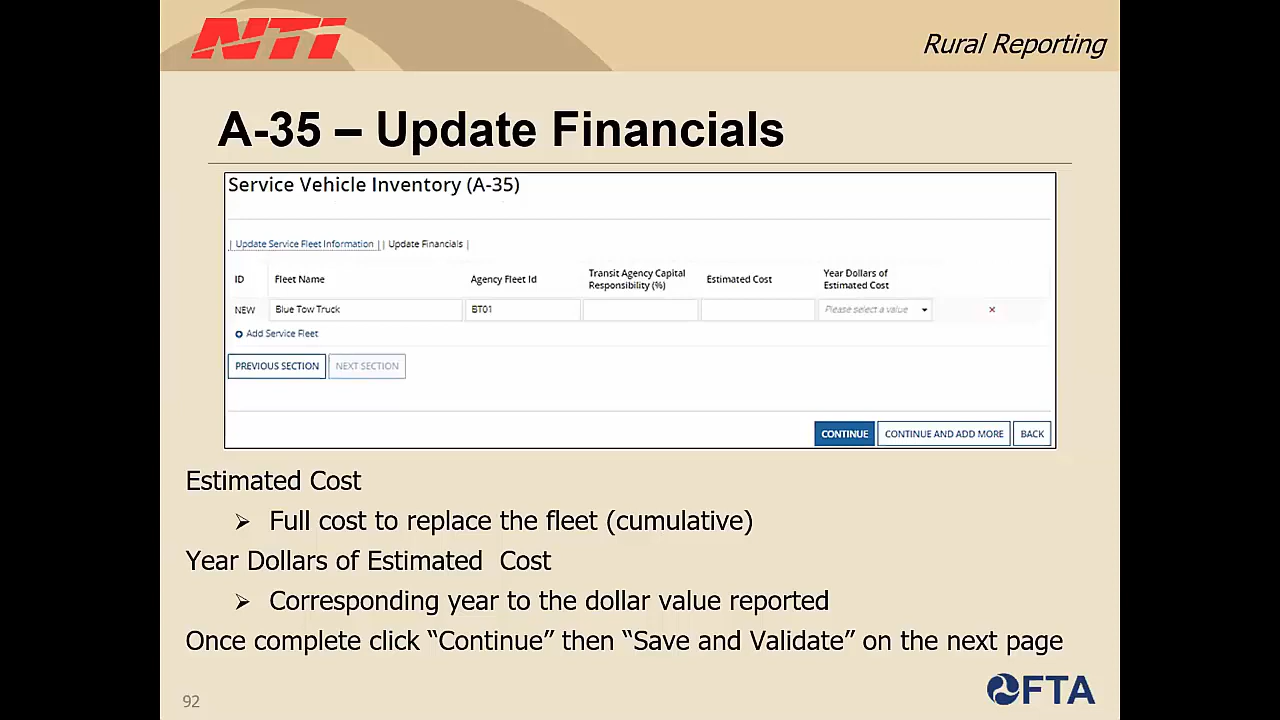 NTI
Rural Reporting
A-35 – Update Financials
Service Vehicle Inventory (A-35)
| Update Service Fleet Information | | Update Financials |
ID Fleet Name Agency Fleet Id Transit Agency Capital Responsibility (%) Estimated Cost Year Dollars of Estimated Cost
NEW Blue Tow Truck BT01 Please select a value
Add Service Fleet
PREVIOUS SECTION NEXT SECTION
CONTINUE CONTINUE AND ADD MORE BACK
Estimated Cost
➢ Full cost to replace the fleet (cumulative)
Year Dollars of Estimated  Cost
➢ Corresponding year to the dollar value reported
Once complete click “Continue” then “Save and Validate” on the next page
92
FTA